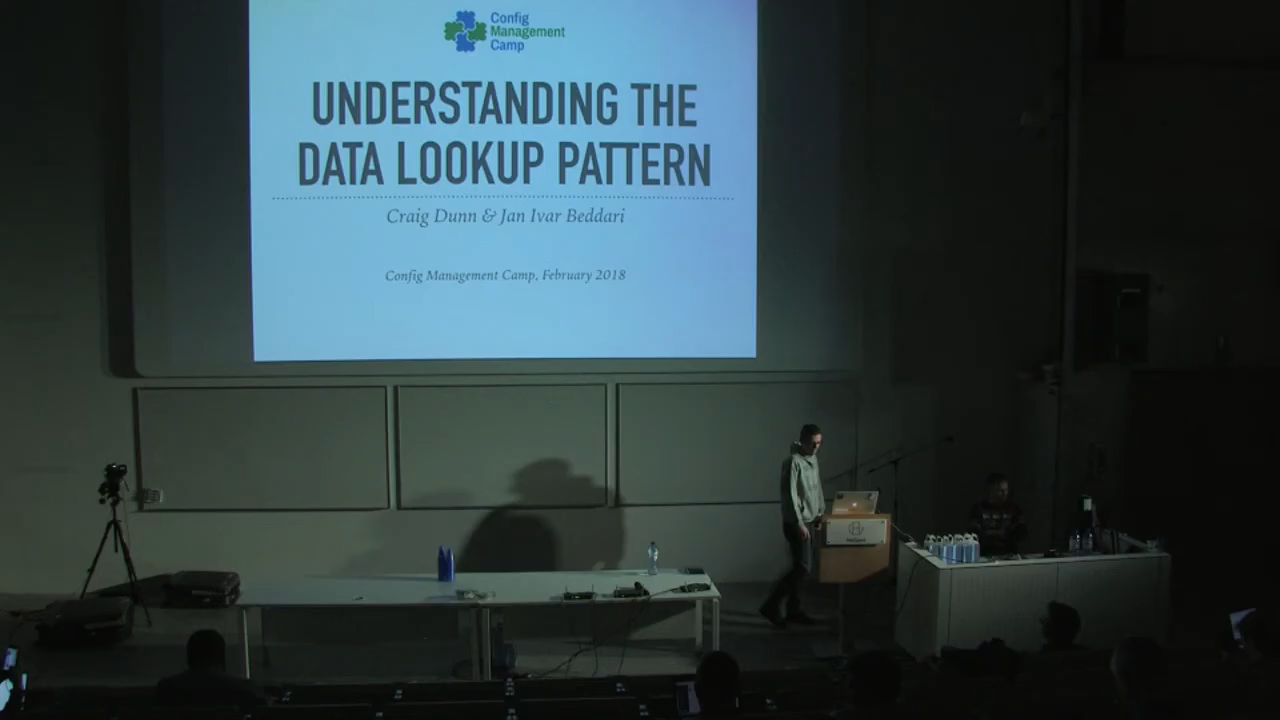 Config
Management
Camp
UNDERSTANDING THE
DATA LOOKUP PATTERN
Craig Dunn & Jan Ivar Beddari
Config Management Camp, February 2018